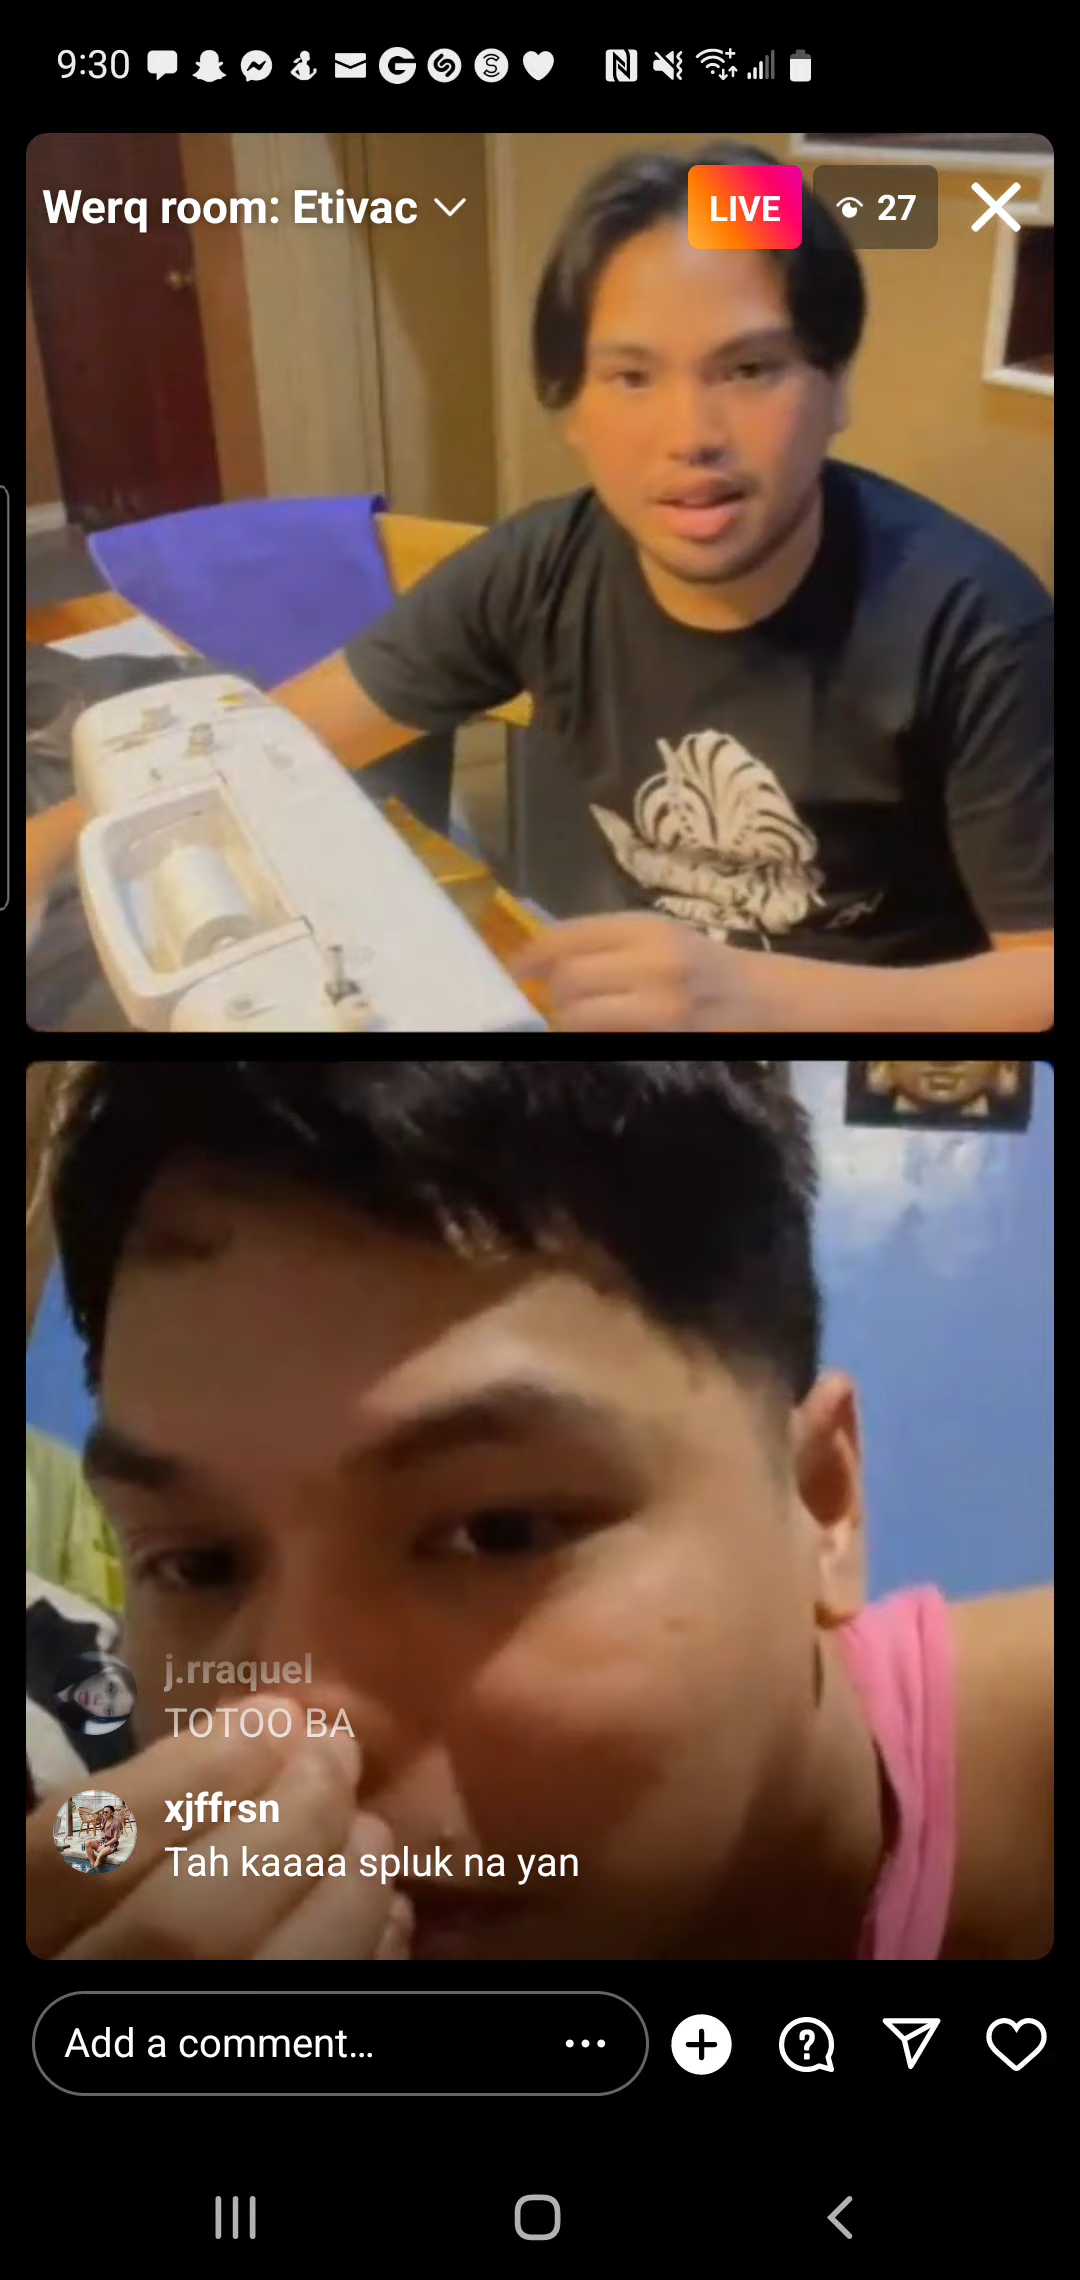 9:30
Werq room: Etivac
LIVE
27
j.rraquel
TOTOO BA
xjffrsn
Tah kaaaa spluk na yan
Add a comment...